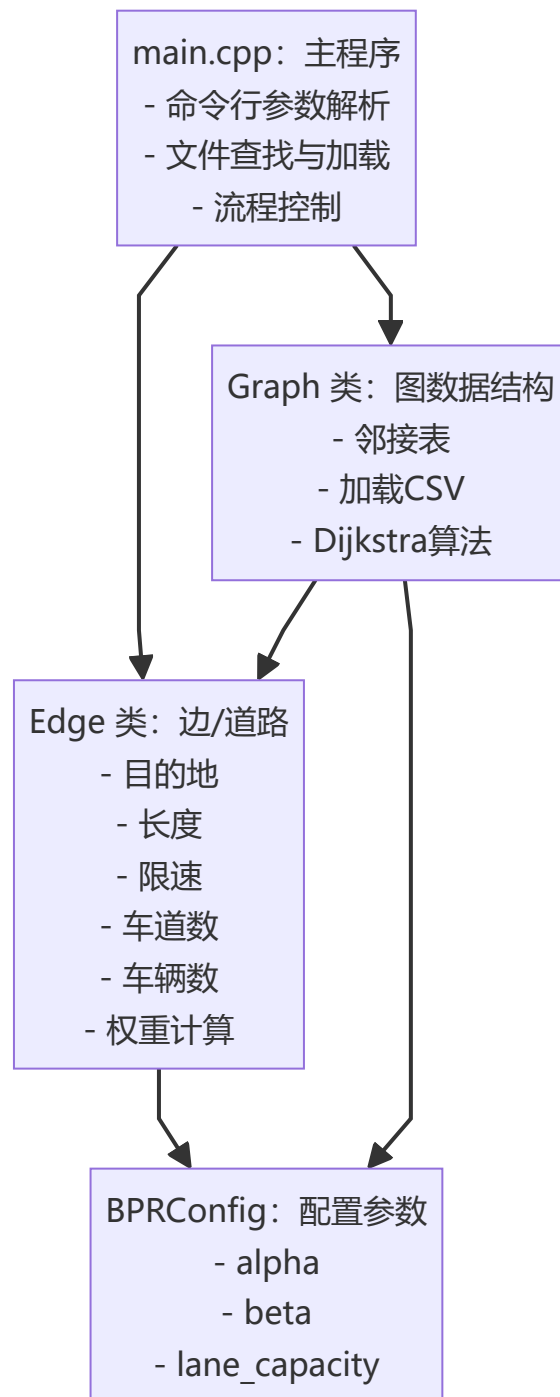 main.cpp：主程序
- 命令行参数解析
- 文件查找与加载
- 流程控制
Graph 类：图数据结构
- 邻接表
- 加载CSV
- Dijkstra算法
Edge 类：边/道路
- 目的地
- 长度
- 限速
- 车道数
- 车辆数
- 权重计算
BPRConfig：配置参数
- alpha
- beta
- lane_capacity